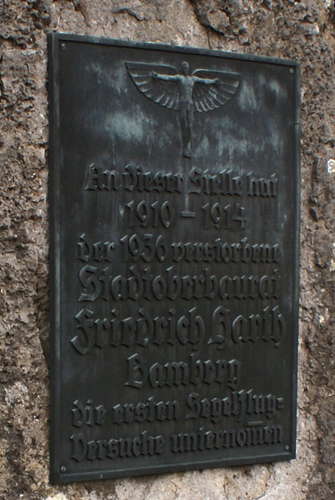 An dieser Stelle hat
1910 – 1914
der 1936 verstorbene
Stadtoberbaurat
Friedrich Harth
Bamberg
die ersten Segelflug=
Versuche unternommen